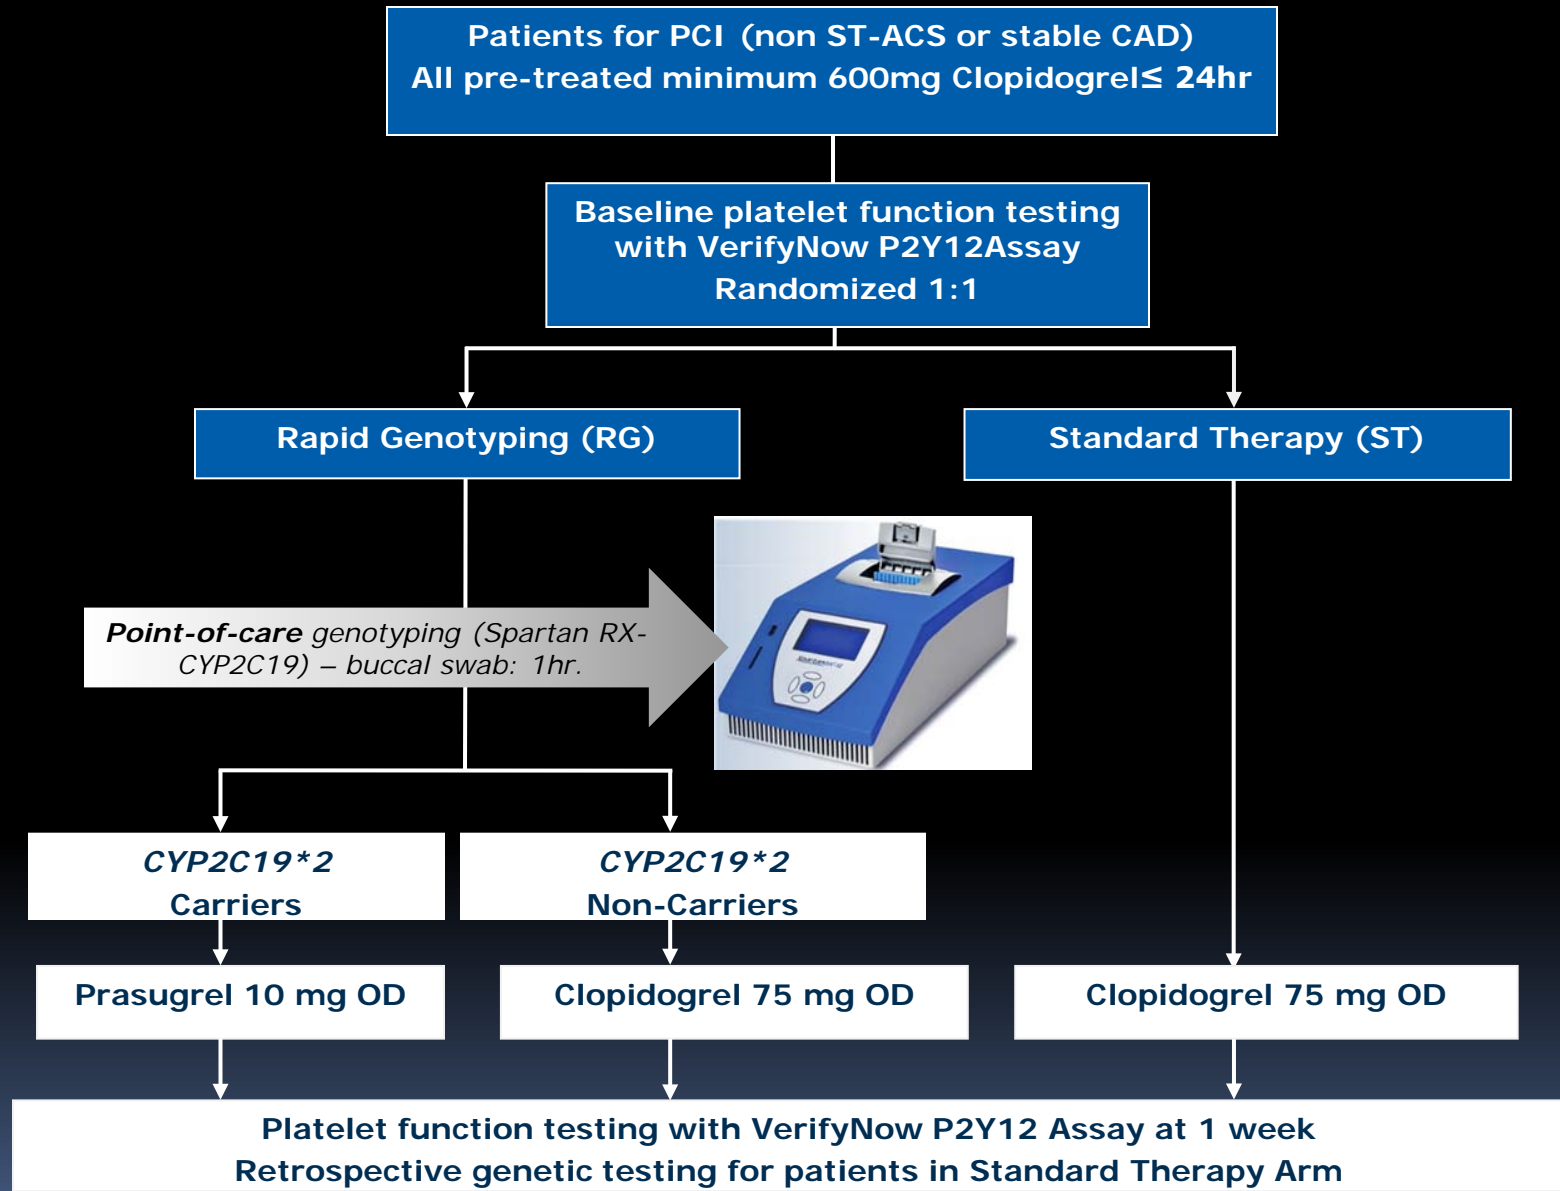 Patients for PCI (non ST-ACS or stable CAD)
All pre-treated minimum 600mg Clopidogrel≤ 24hr
Baseline platelet function testing
with VerifyNow P2Y12Assay
Randomized 1:1
Rapid Genotyping (RG)
Standard Therapy (ST)
Point-of-care genotyping (Spartan RX-
CYP2C19) – buccal swab: 1hr.
CYP2C19*2
Carriers
CYP2C19*2
Non-Carriers
Prasugrel 10 mg OD
Clopidogrel 75 mg OD
Clopidogrel 75 mg OD
Platelet function testing with VerifyNow P2Y12 Assay at 1 week
Retrospective genetic testing for patients in Standard Therapy Arm